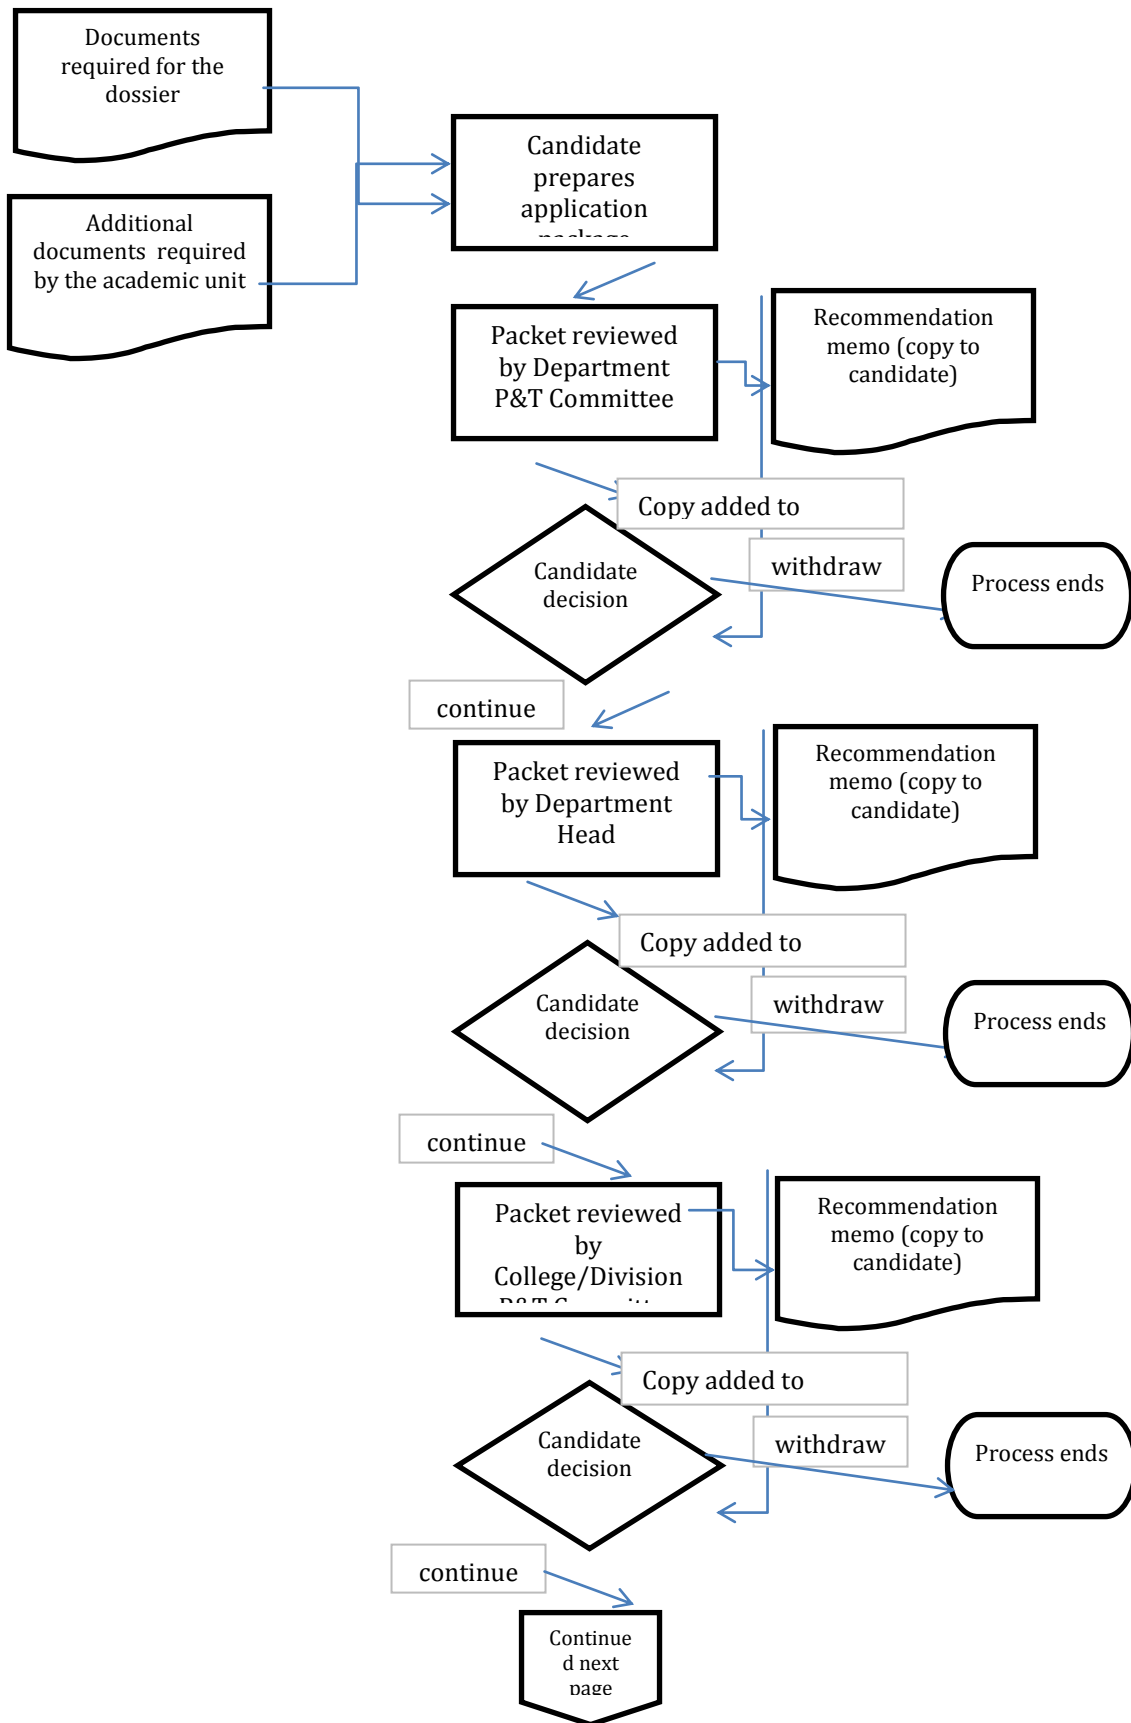 Documents
required for the
dossier
Additional
documents required
by the academic unit
Candidate
prepares
application
package
Packet reviewed
by Department
P&T Committee
Recommendation
memo (copy to
candidate)
Copy added to
Candidate
decision
withdraw
Process ends
continue
Packet reviewed
by Department
Head
Recommendation
memo (copy to
candidate)
Copy added to
Candidate
decision
withdraw
Process ends
continue
Packet reviewed
by
College/Division
P&T Committee
Recommendation
memo (copy to
candidate)
Copy added to
Candidate
decision
withdraw
Process ends
continue
Continue
d next
page